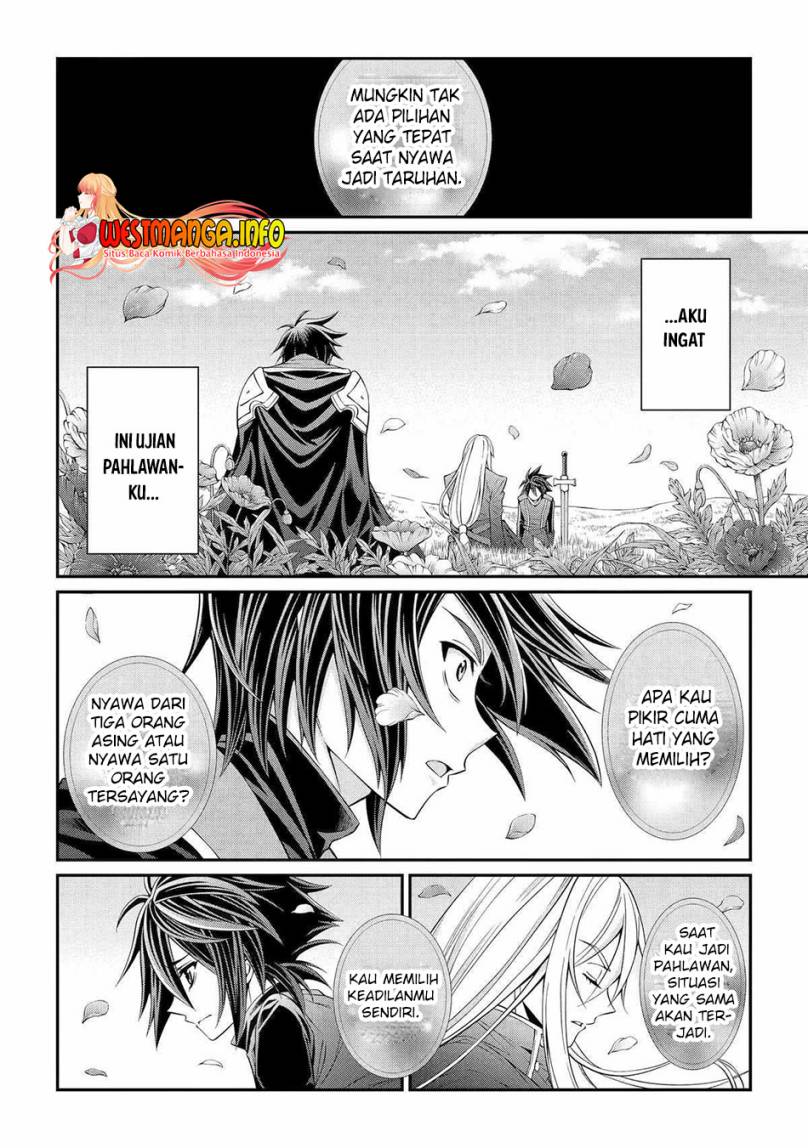 MUNGKIN TAK
ADA PILIHAN
YANG TEPAT
SAAT NYAWA
JADI TARUHAN.
WESTMANGA.INFO
Situs Baca Komik Berbahasa Indonesia
...AKU
INGAT
INI UJIAN
PAHLAWAN-
KU...
APA KAU
PIKIR CUMA
HATI YANG
MEMILIH?
NYAWA DARI
TIGA ORANG
ASING ATAU
NYAWA SATU
ORANG
TERSAYANG?
SAAT
KAU JADI
PAHLAWAN,
SITUASI
YANG SAMA
AKAN TER-
JADI.
KAU MEMILIH
KEADILANMU
SENDIRI.